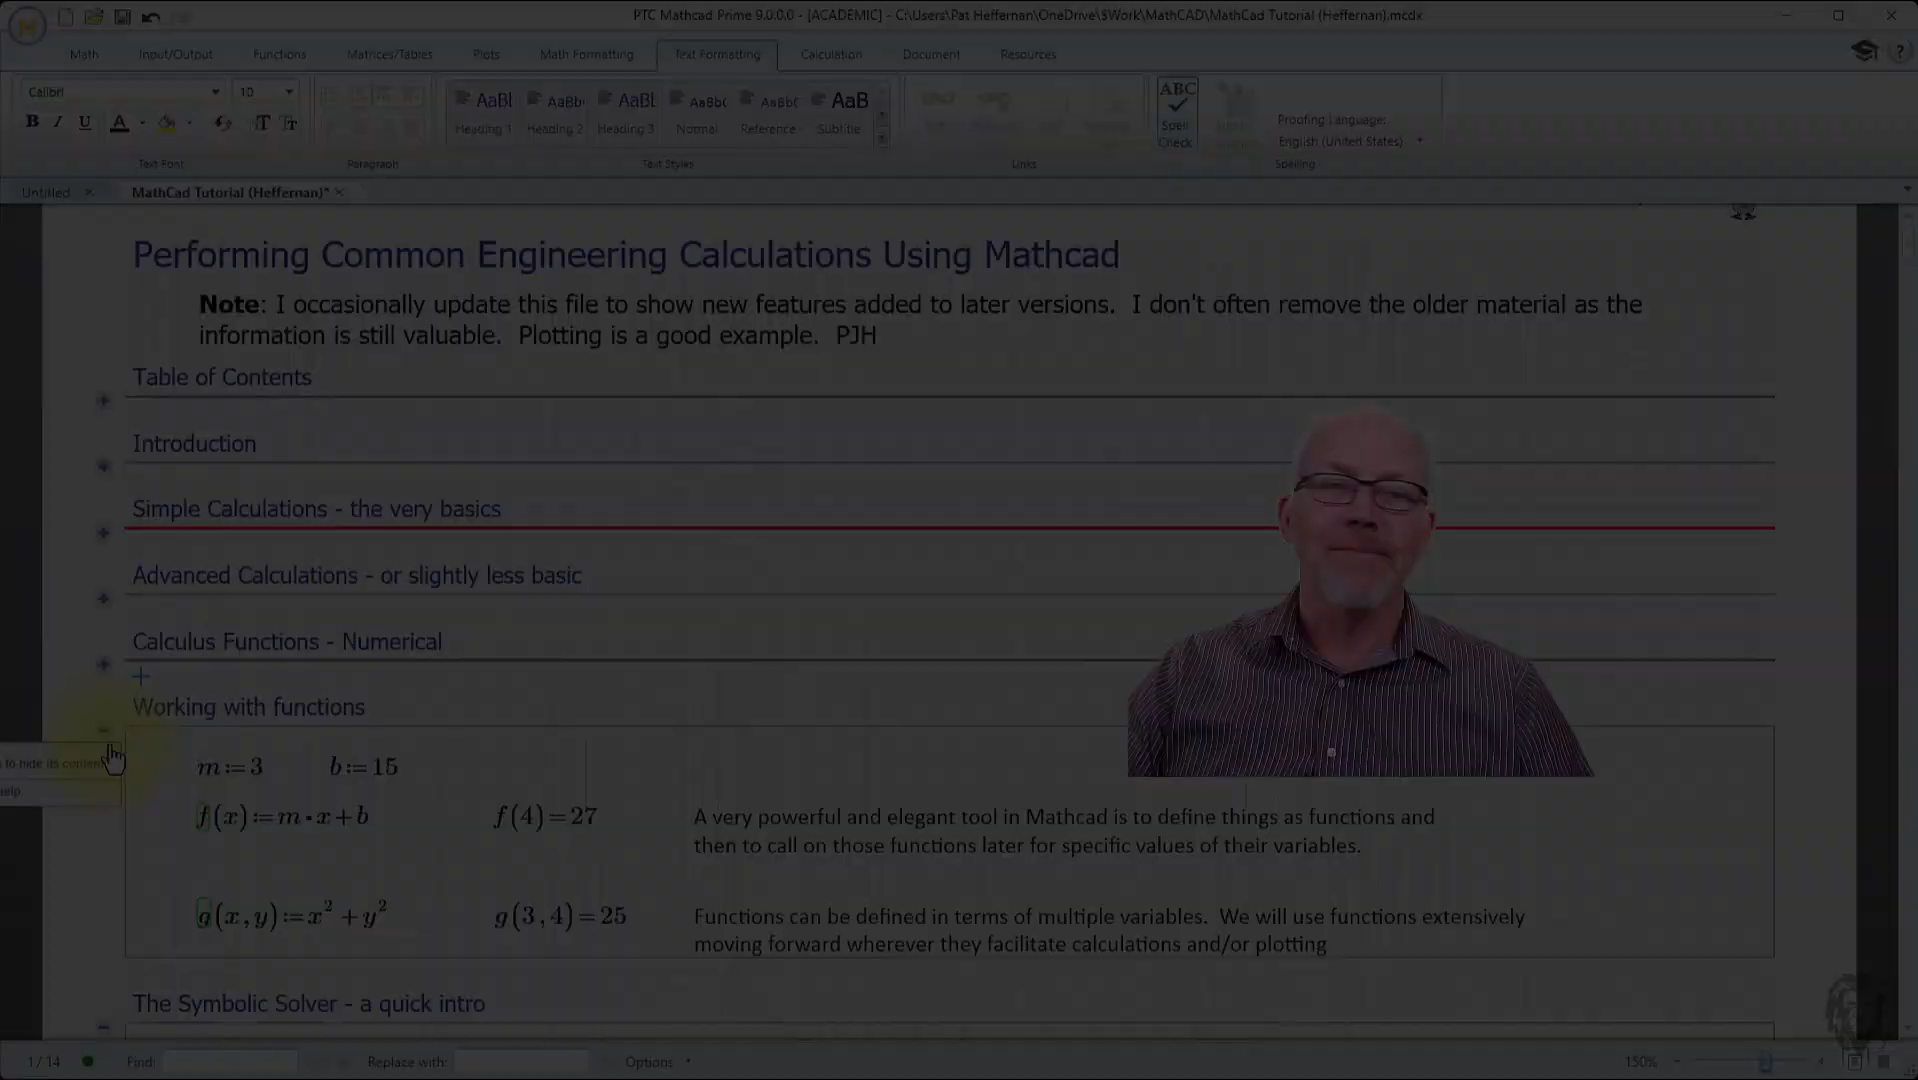 PTC Mathcad Prime 9.0.0.0 - [ACADEMIC] - C:\Users\Pat Heffernan\OneDrive\$Work\MathCAD\MathCad Tutorial (Heffernan).mcdx
Math Input/Output Functions Matrices/Tables Plots Math Formatting Text Formatting Calculation Document Resources
Calibri 10
B I U A
AaBl AaBb AaBl AaBb( AaBb( AaB
Heading 1 Heading 2 Heading 3 Normal Reference Subtitle
ABC
Spell
Check
Proofing Language:
English (United States)
Text Font Paragraph Text Styles Links Spelling
Untitled MathCad Tutorial (Heffernan)*
Performing Common Engineering Calculations Using Mathcad
Note: I occasionally update this file to show new features added to later versions. I don't often remove the older material as the
information is still valuable. Plotting is a good example. PJH
Table of Contents
Introduction
Simple Calculations - the very basics
Advanced Calculations - or slightly less basic
Calculus Functions - Numerical
Working with functions
to hide its conten
elp
m:=3 b:=15
f(x):=m·x+b f(4)=27
A very powerful and elegant tool in Mathcad is to define things as functions and
then to call on those functions later for specific values of their variables.
g(x,y):=x²+y² g(3,4)=25
Functions can be defined in terms of multiple variables. We will use functions extensively
moving forward wherever they facilitate calculations and/or plotting
The Symbolic Solver - a quick intro
1 / 14 Find: Replace with: Options 150%